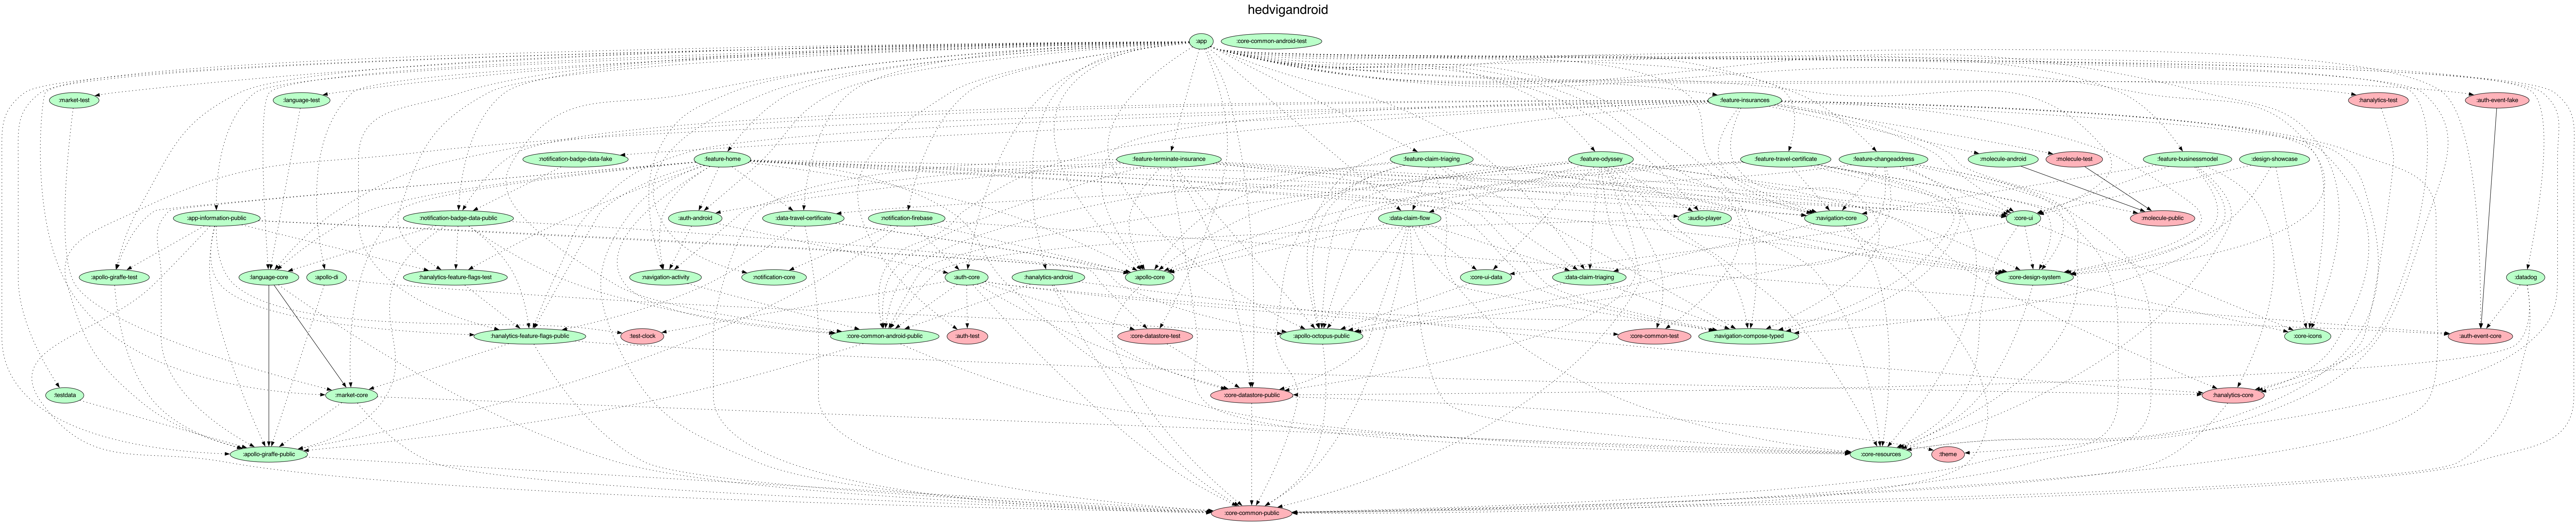 hedvigandroid
:app
:core-common-android-test
:market-test
:language-test
:feature-insurances
:hanalytics-test
:auth-event-fake
:notification-badge-data-fake
:feature-home
:feature-terminate-insurance
:feature-claim-triaging
:feature-odyssey
:feature-travel-certificate
:feature-changeaddress
:molecule-android
:molecule-test
:feature-businessmodel
:design-showcase
:app-information-public
:notification-badge-data-public
:auth-android
:data-travel-certificate
:notification-firebase
:data-claim-flow
:audio-player
:navigation-core
:core-ui
:molecule-public
:apollo-giraffe-test
:language-core
:apollo-di
:hanalytics-feature-flags-test
:navigation-activity
:notification-core
:auth-core
:hanalytics-android
:apollo-core
:core-ui-data
:data-claim-triaging
:core-design-system
:datadog
:hanalytics-feature-flags-public
:test-clock
:core-common-android-public
:auth-test
:core-datastore-test
:apollo-octopus-public
:core-common-test
:navigation-compose-typed
:core-icons
:auth-event-core
:testdata
:market-core
:core-datastore-public
:hanalytics-core
:apollo-giraffe-public
:core-resources
:theme
:core-common-public